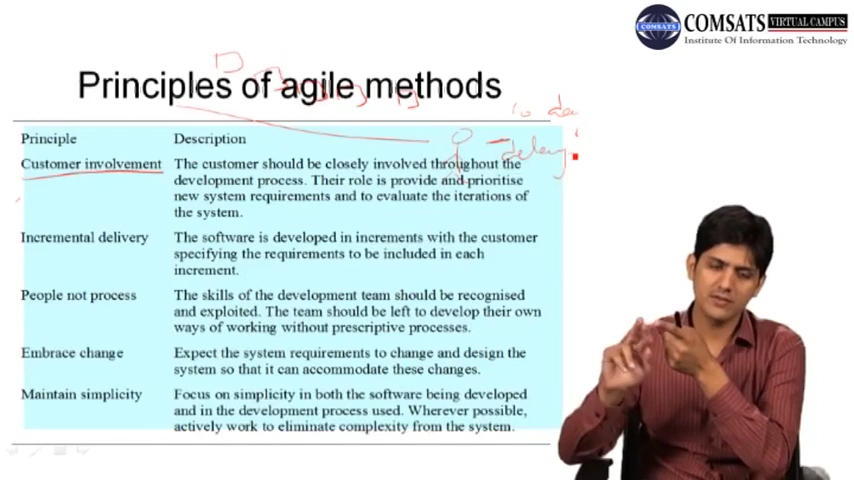 COMSATS VIRTUAL CAMPUS
Institute Of Information Technology
COMSATS
Principles of agile methods
Principle Description
Customer involvement The customer should be closely involved throughout the
development process. Their role is provide and prioritise
new system requirements and to evaluate the iterations of
the system.
Incremental delivery The software is developed in increments with the customer
specifying the requirements to be included in each
increment.
People not process The skills of the development team should be recognised
and exploited. The team should be left to develop their own
ways of working without prescriptive processes.
Embrace change Expect the system requirements to change and design the
system so that it can accommodate these changes.
Maintain simplicity Focus on simplicity in both the software being developed
and in the development process used. Wherever possible,
actively work to eliminate complexity from the system.